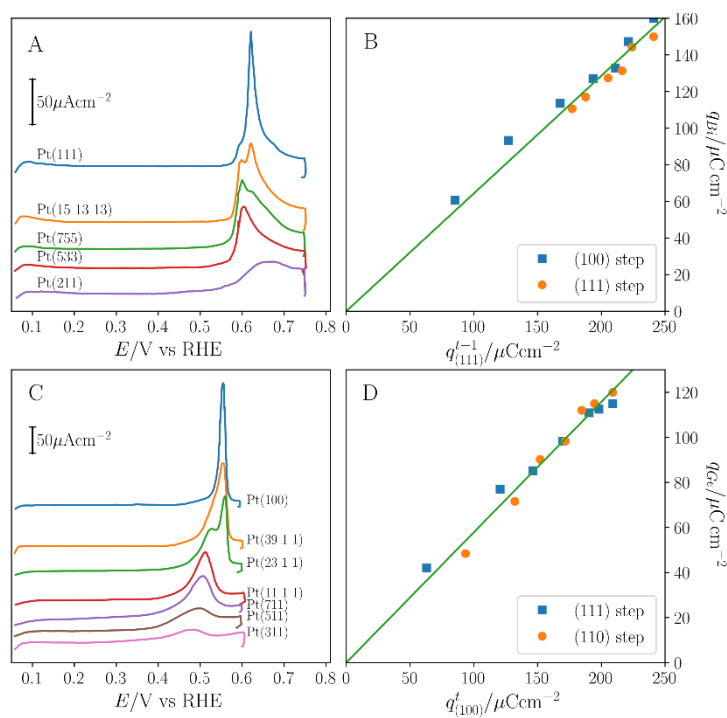 A
50μAcm⁻²
Pt(111)
Pt(15 13 13)
Pt(755)
Pt(533)
Pt(211)
0.1 0.2 0.3 0.4 0.5 0.6 0.7 0.8
E/V vs RHE
B
160
140
120
100
80
60
40
20
0
q_Bi/μC cm⁻²
(100) step
(111) step
0 50 100 150 200 250
q^{t−1}_{(111)}/μCcm⁻²
C
50μAcm⁻²
Pt(100)
Pt(39 1 1)
Pt(23 1 1)
Pt(11 1 1)
Pt(711)
Pt(511)
Pt(311)
0.1 0.2 0.3 0.4 0.5 0.6 0.7 0.8
E/V vs RHE
D
120
100
80
60
40
20
0
q_Ge/μC cm⁻²
(111) step
(110) step
0 50 100 150 200 250
q^{t}_{(100)}/μCcm⁻²